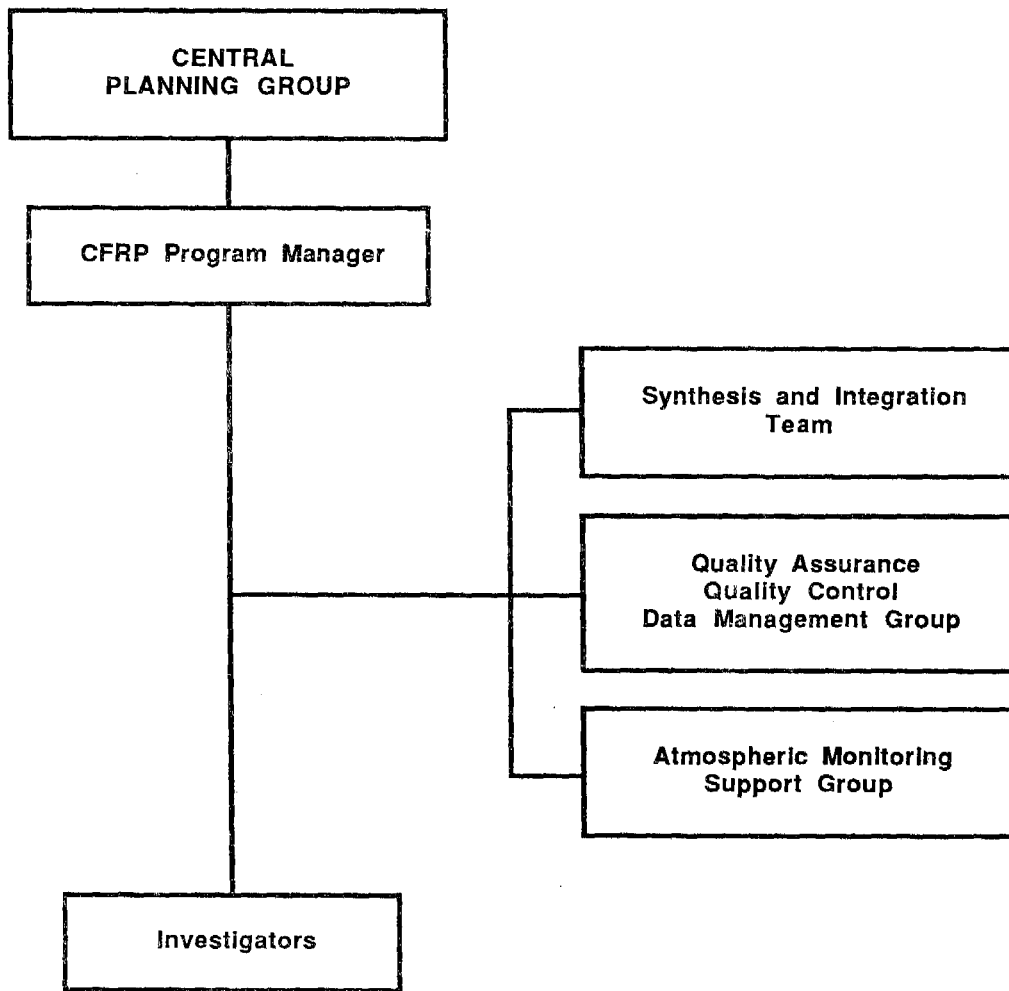 CENTRAL
PLANNING GROUP
CFRP Program Manager
Synthesis and Integration
Team
Quality Assurance
Quality Control
Data Management Group
Atmospheric Monitoring
Support Group
Investigators